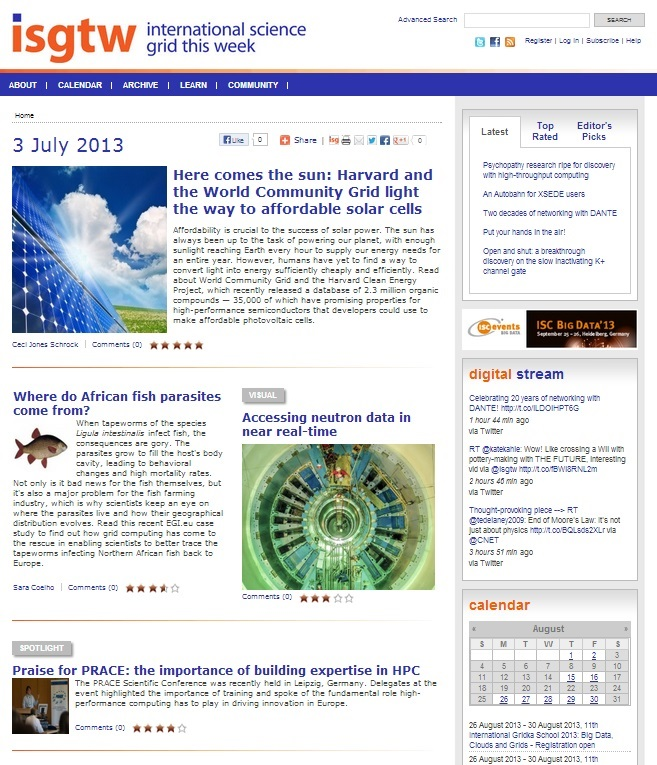 isgtw international science
grid this week
Advanced Search
SEARCH
Register | Log in | Subscribe | Help
ABOUT | CALENDAR | ARCHIVE | LEARN | COMMUNITY |
Home
3 July 2013
Like 0 Share | isg 0
Here comes the sun: Harvard and
the World Community Grid light
the way to affordable solar cells
Affordability is crucial to the success of solar power. The sun has
always been up to the task of powering our planet, with enough
sunlight reaching Earth every hour to supply our energy needs for
an entire year. However, humans have yet to find a way to
convert light into energy sufficiently cheaply and efficiently. Read
about World Community Grid and the Harvard Clean Energy
Project, which recently released a database of 2.3 million organic
compounds — 35,000 of which have promising properties for
high-performance semiconductors that developers could use to
make affordable photovoltaic cells.
Ceci Jones Schrock | Comments (0)
Where do African fish parasites
come from?
When tapeworms of the species
Ligula intestinalis infect fish, the
consequences are gory. The
parasites grow to fill the host's body
cavity, leading to behavioral
changes and high mortality rates.
Not only is it bad news for the fish themselves, but
it's also a major problem for the fish farming
industry, which is why scientists keep an eye on
where the parasites live and how their geographical
distribution evolves. Read this recent EGI.eu case
study to find out how grid computing has come to
the rescue in enabling scientists to better trace the
tapeworms infecting Northern African fish back to
Europe.
Sara Coelho | Comments (0)
VISUAL
Accessing neutron data in
near real-time
Comments (0)
SPOTLIGHT
Praise for PRACE: the importance of building expertise in HPC
The PRACE Scientific Conference was recently held in Leipzig, Germany. Delegates at the
event highlighted the importance of training and spoke of the fundamental role high-
performance computing has to play in driving innovation in Europe.
Comments (0)
Latest
Top
Rated
Editor's
Picks
Psychopathy research ripe for discovery
with high-throughput computing
An Autobahn for XSEDE users
Two decades of networking with DANTE
Put your hands in the air!
Open and shut: a breakthrough
discovery on the slow inactivating K+
channel gate
isc events
BIG DATA
ISC BIG DATA'13
September 25 - 26, Heidelberg, Germany
digital stream
Celebrating 20 years of networking with
DANTE! http://t.co/ILDOIHPT6G
1 hour 44 min ago
via Twitter
RT @katekahle: Wow! Like crossing a Wii with
pottery-making with THE FUTURE. Interesting
vid via @isgtw http://t.co/fBWi8RNL2m
2 hours 46 min ago
via Twitter
Thought-provoking piece --> RT
@tedelaney2009: End of Moore's Law: it's not
just about physics http://t.co/BQLsds2XLr via
@CNET
3 hours 51 min ago
via Twitter
calendar
« August »
S M T W T F S
1 2 3
4 5 6 7 8 9 10
11 12 13 14 15 16 17
18 19 20 21 22 23 24
25 26 27 28 29 30 31
26 August 2013 - 30 August 2013, 11th
International GridKa School 2013: Big Data,
Clouds and Grids - Registration open
26 August 2013 - 30 August 2013, 11th